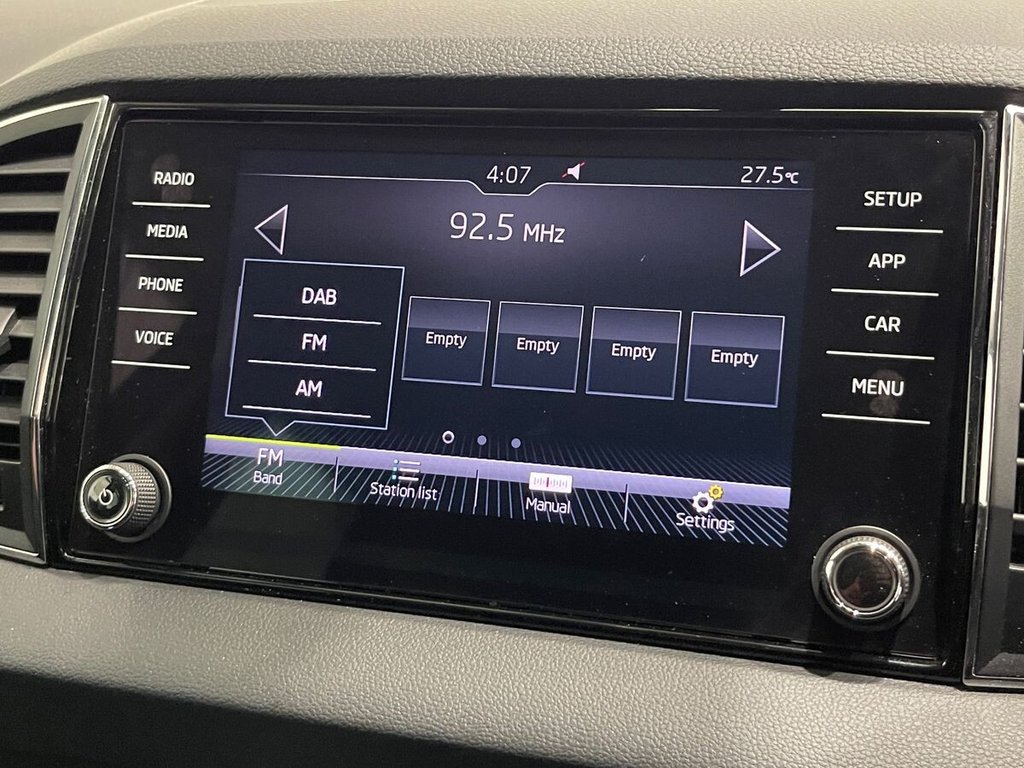 RADIO
MEDIA
PHONE
VOICE
4:07
27.5°C
92.5 MHz
DAB
FM
AM
Empty
Empty
Empty
Empty
FM
Band
Station list
Manual
Settings
SETUP
APP
CAR
MENU